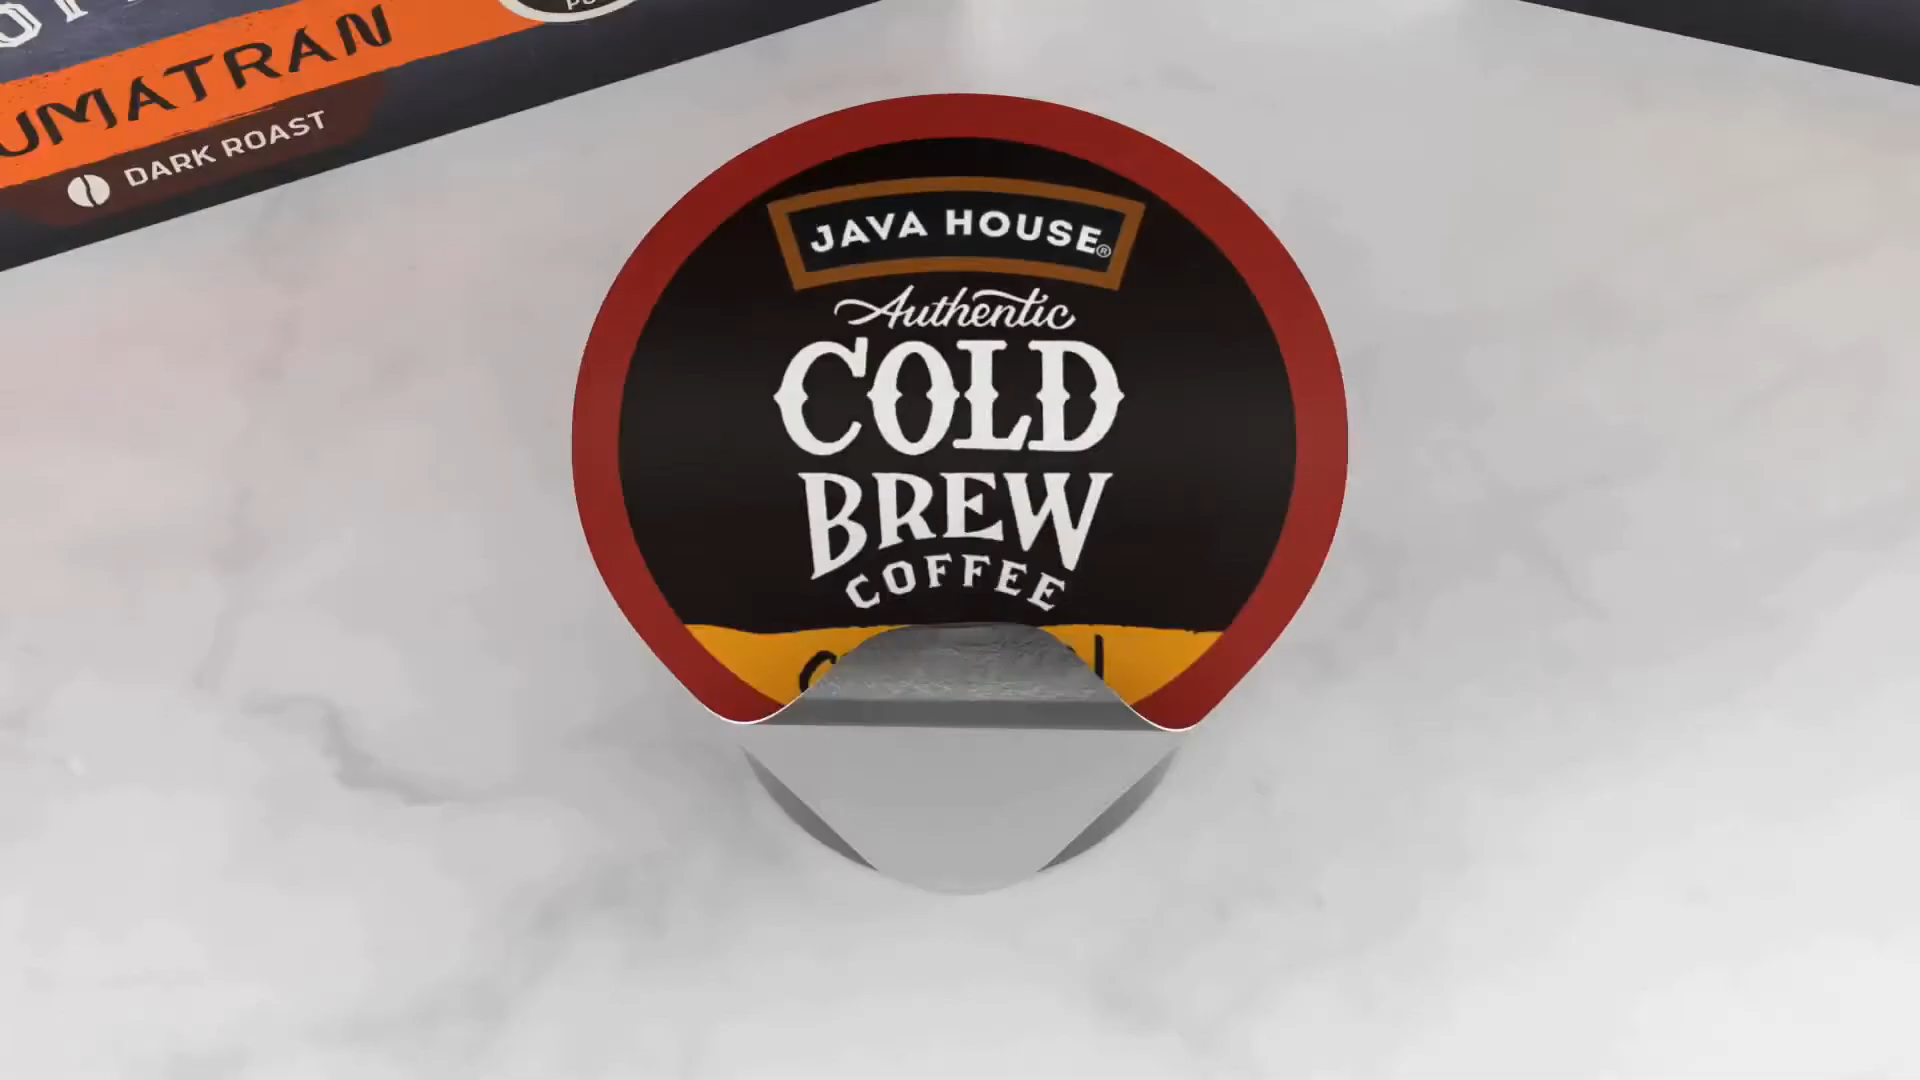 UMATRAN
DARK ROAST
JAVA HOUSE®
Authentic
COLD
BREW
COFFEE